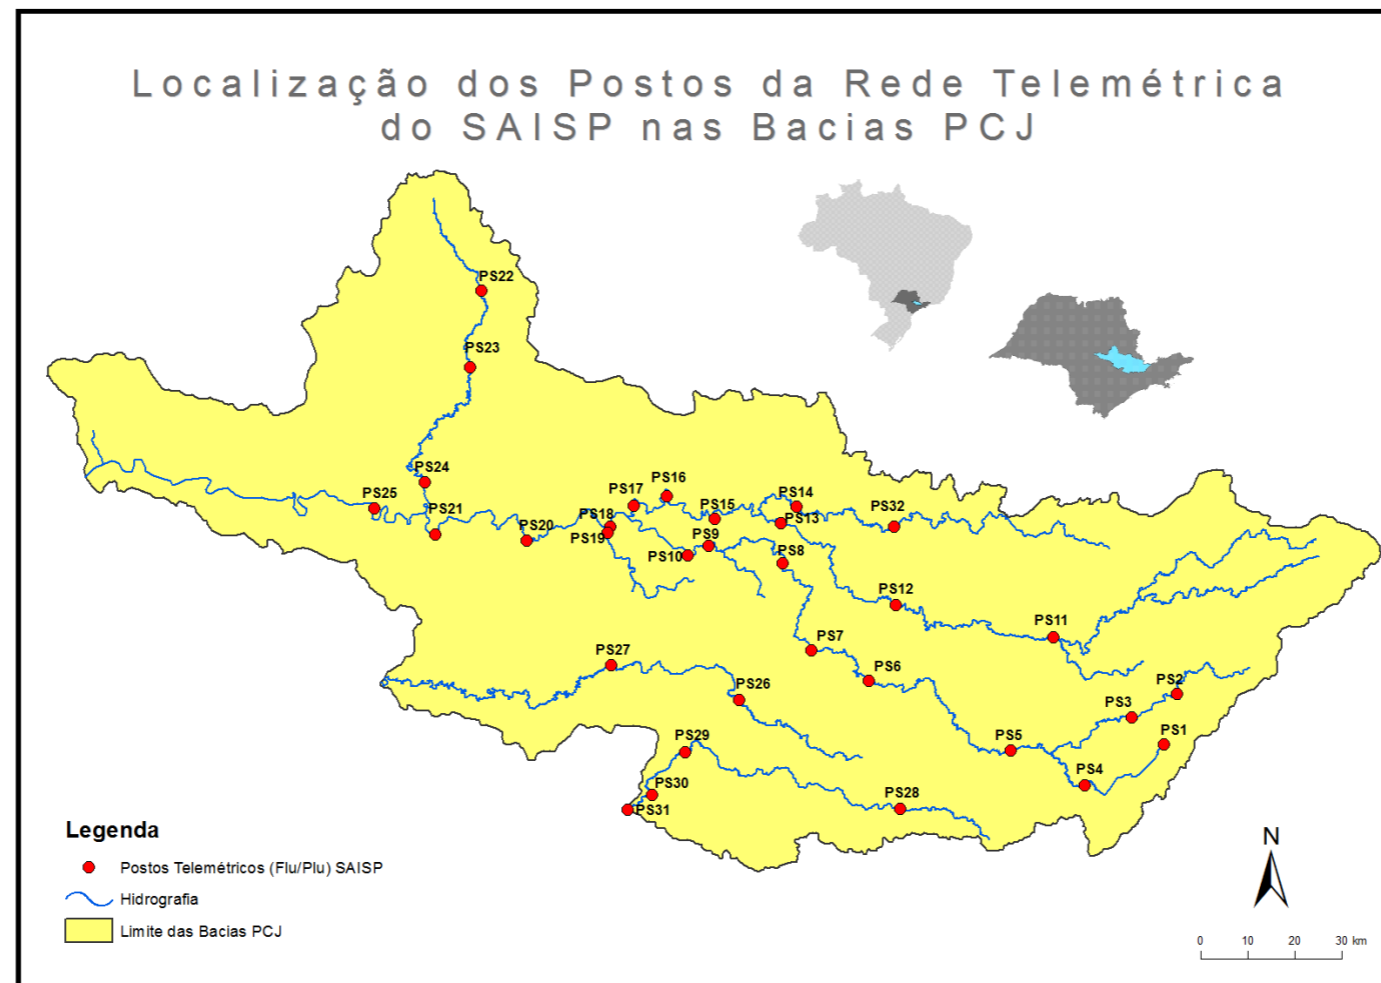 Localização dos Postos da Rede Telemétrica
do SAISP nas Bacias PCJ
PS22
PS23
PS24
PS25
PS21
PS20
PS17
PS16
PS18
PS19
PS15
PS14
PS13
PS32
PS9
PS10
PS8
PS12
PS11
PS7
PS6
PS27
PS26
PS2
PS3
PS1
PS5
PS4
PS29
PS30
PS31
PS28
Legenda
Postos Telemétricos (Flu/Plu) SAISP
Hidrografia
Limite das Bacias PCJ
N
0 10 20 30 km